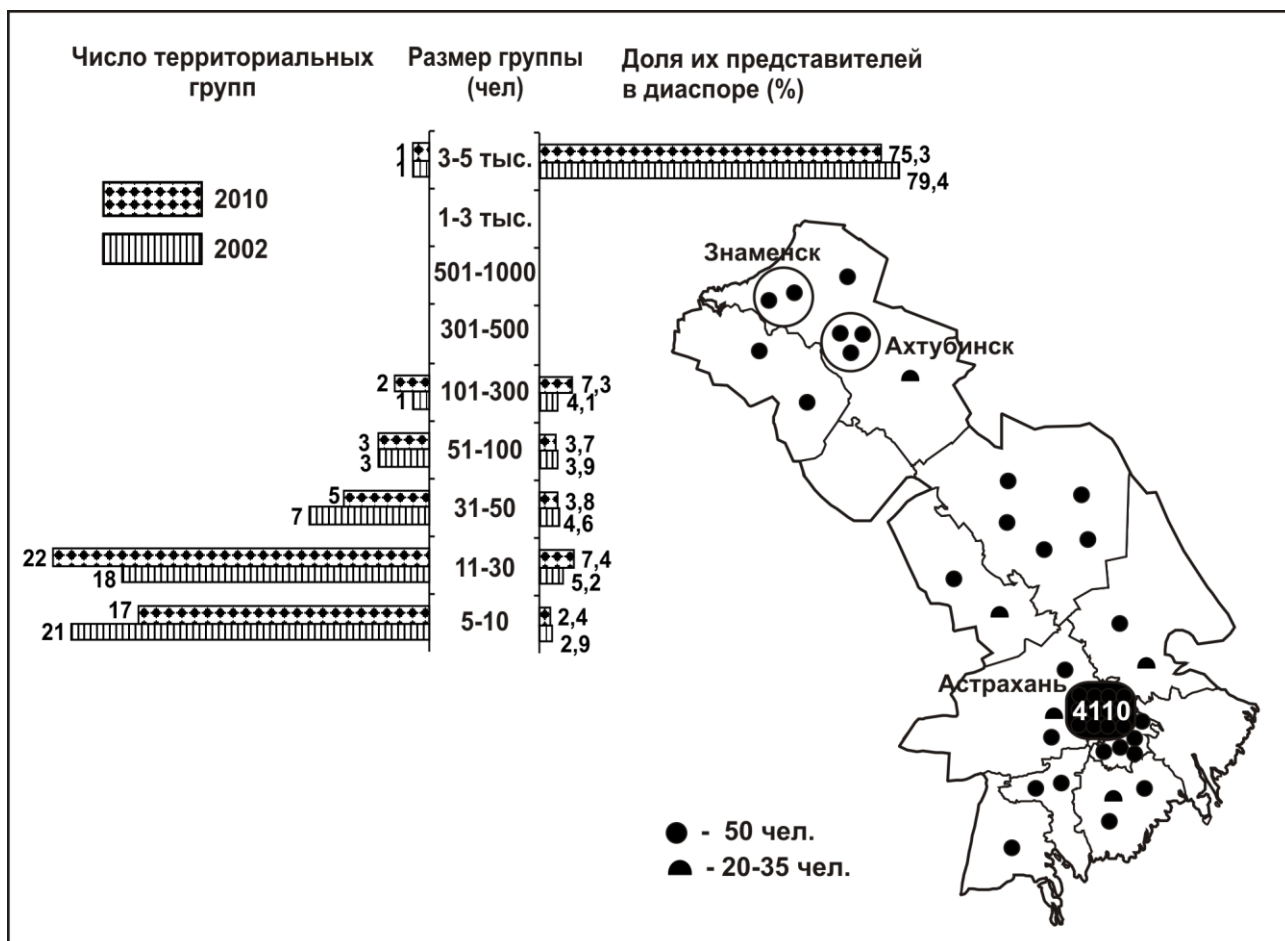 Число территориальных
групп
Размер группы
(чел)
Доля их представителей
в диаспоре (%)
2010
2002
1
1
3-5 тыс.
75,3
79,4
1-3 тыс.
501-1000
301-500
2
1
101-300
7,3
4,1
3
3
51-100
3,7
3,9
5
7
31-50
3,8
4,6
22
18
11-30
7,4
5,2
17
21
5-10
2,4
2,9
Знаменск
Ахтубинск
Астрахань
4110
- 50 чел.
- 20-35 чел.